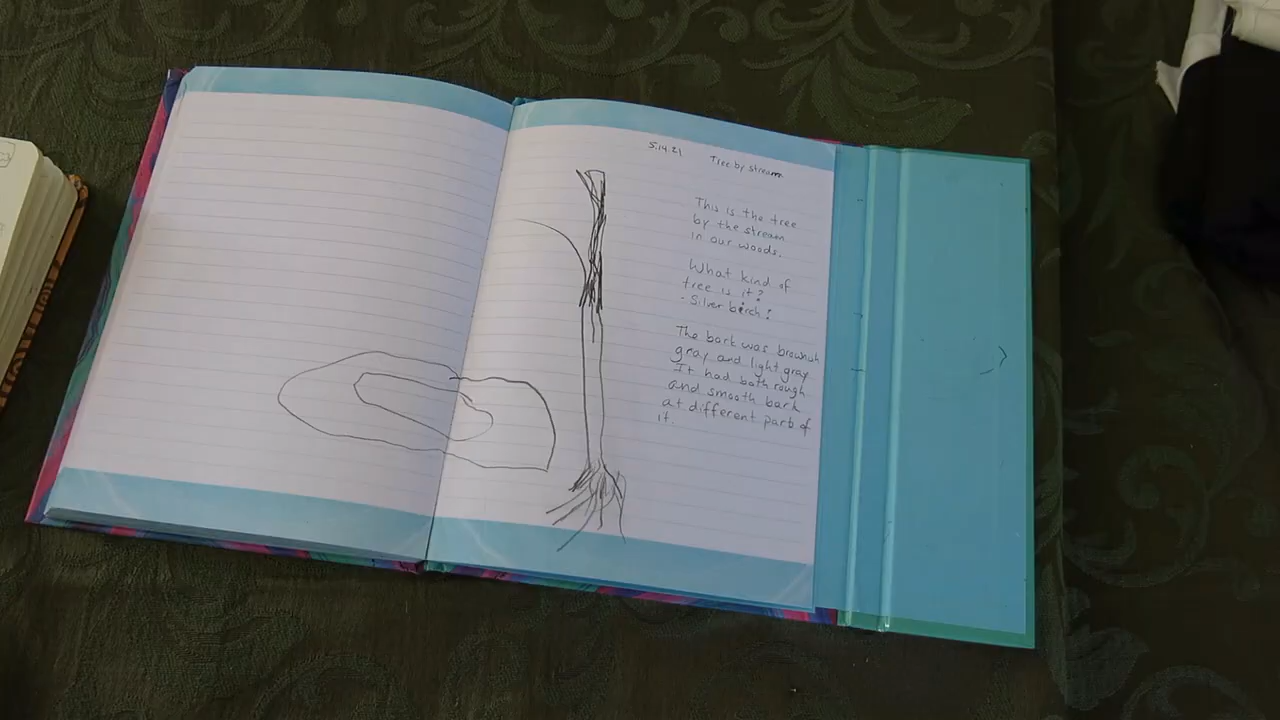 5.14.21 Tree by stream
This is the tree
by the stream
in our woods.
What kind of
tree is it?
- Silver birch!
The bark was brownish
gray and light gray
It had both rough
and smooth bark
at different parts of
it.